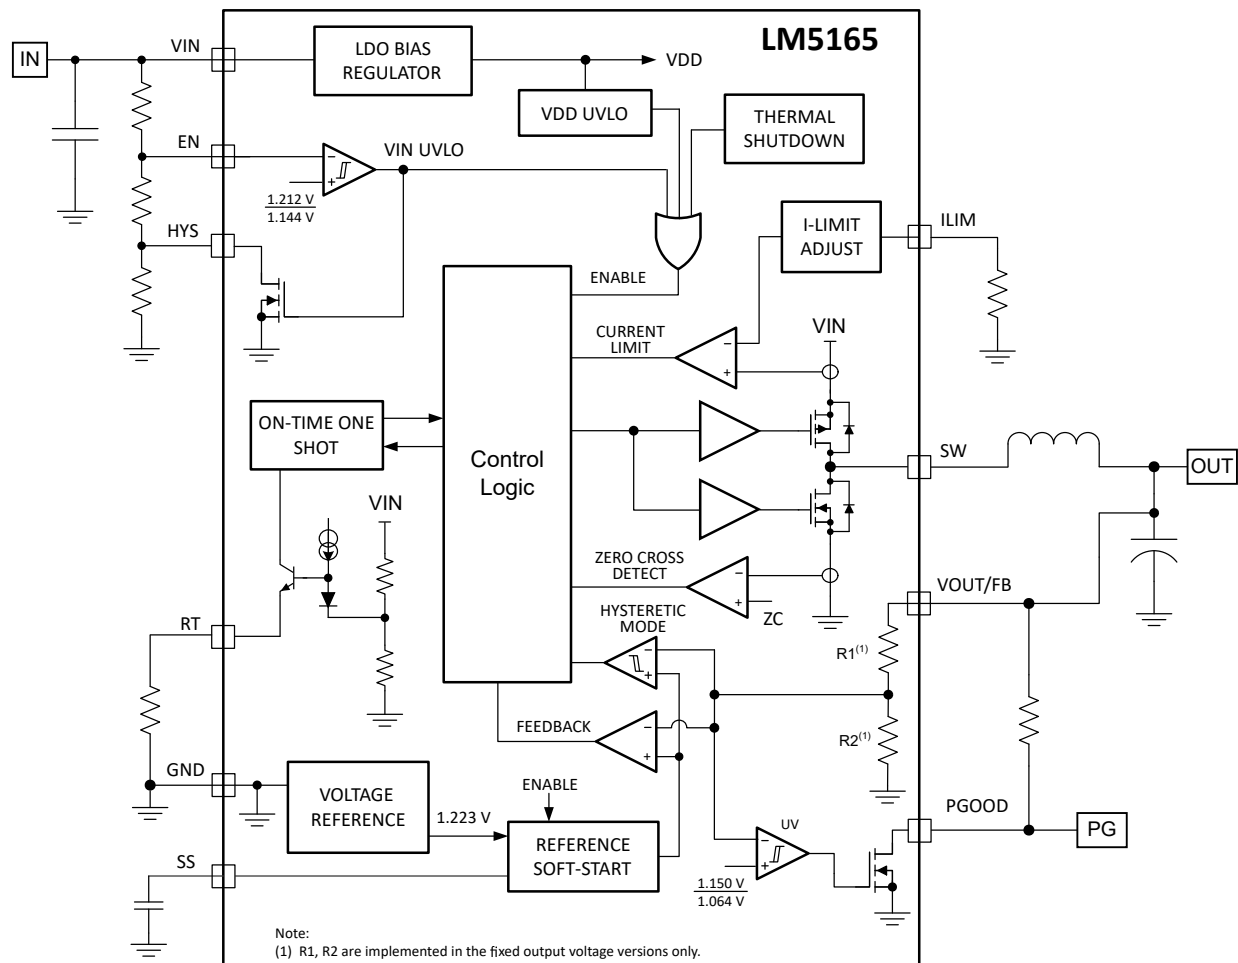 LM5165
IN
VIN
LDO BIAS
REGULATOR
VDD
VDD UVLO
THERMAL
SHUTDOWN
EN
−
+
VIN UVLO
1.212 V
1.144 V
HYS
I-LIMIT
ADJUST
ILIM
ENABLE
CURRENT
LIMIT
−
+
VIN
ON-TIME ONE
SHOT
Control
Logic
SW
OUT
VIN
ZERO CROSS
DETECT
−
+
ZC
VOUT/FB
RT
HYSTERETIC
MODE
−
+
R1(1)
FEEDBACK
−
+
R2(1)
GND
VOLTAGE
REFERENCE
1.223 V
ENABLE
REFERENCE
SOFT-START
UV
−
+
1.150 V
1.064 V
PGOOD
PG
SS
Note:
(1) R1, R2 are implemented in the fixed output voltage versions only.